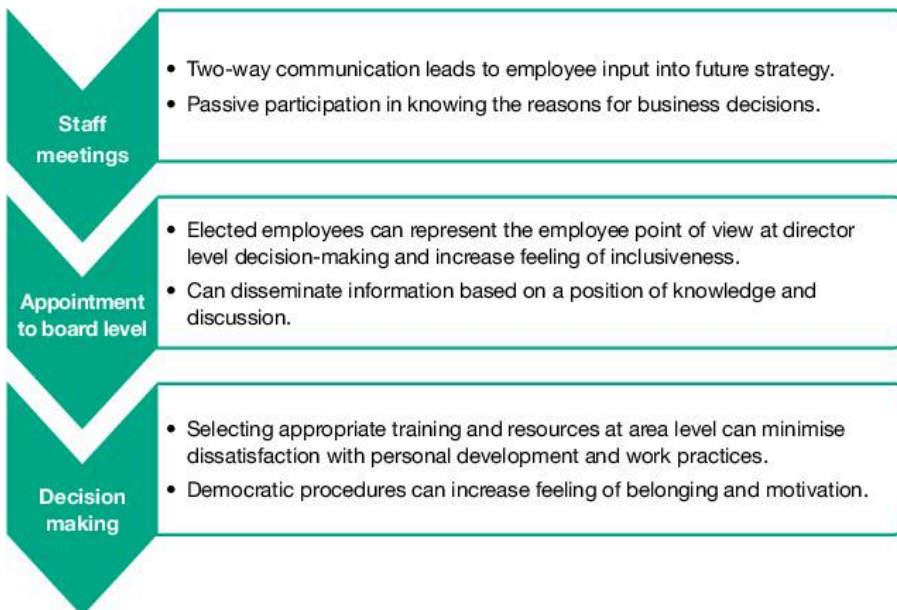 Staff
meetings
• Two-way communication leads to employee input into future strategy.
• Passive participation in knowing the reasons for business decisions.
Appointment
to board level
• Elected employees can represent the employee point of view at director
level decision-making and increase feeling of inclusiveness.
• Can disseminate information based on a position of knowledge and
discussion.
Decision
making
• Selecting appropriate training and resources at area level can minimise
dissatisfaction with personal development and work practices.
• Democratic procedures can increase feeling of belonging and motivation.